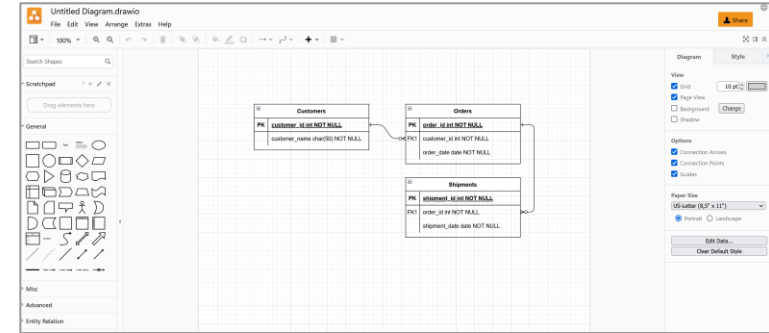 Untitled Diagram.drawio
File Edit View Arrange Extras Help
Share
100%
Search Shapes
Scratchpad
Drag elements here
General
Misc
Advanced
Entity Relation
Customers
PK customer_id int NOT NULL
customer_name char(50) NOT NULL
Orders
PK order_id int NOT NULL
FK1 customer_id int NOT NULL
order_date date NOT NULL
Shipments
PK shipment_id int NOT NULL
FK1 order_id int NOT NULL
shipment_date date NOT NULL
Diagram Style
View
Grid 10 pt
Page View
Background Change
Shadow
Options
Connection Arrows
Connection Points
Guides
Paper Size
US-Letter (8,5" x 11")
Portrait Landscape
Edit Data...
Clear Default Style